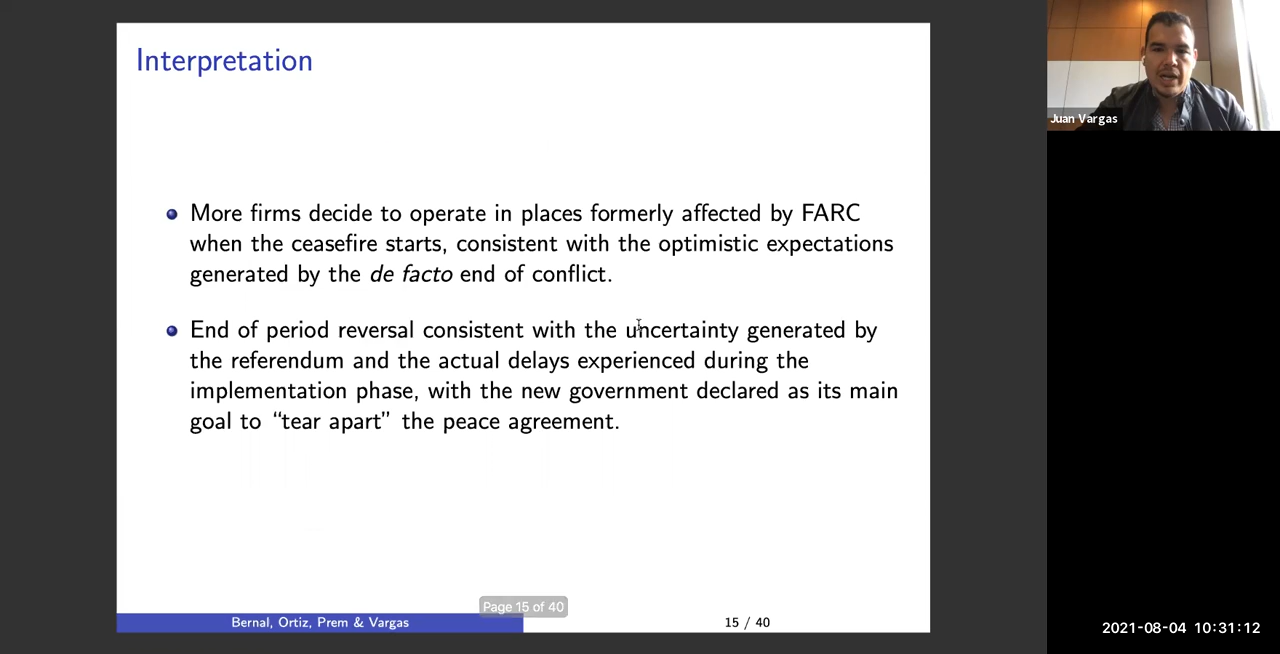 Interpretation
More firms decide to operate in places formerly affected by FARC
when the ceasefire starts, consistent with the optimistic expectations
generated by the de facto end of conflict.
End of period reversal consistent with the uncertainty generated by
the referendum and the actual delays experienced during the
implementation phase, with the new government declared as its main
goal to “tear apart” the peace agreement.
Page 15 of 40
Bernal, Ortiz, Prem & Vargas
15 / 40
Juan Vargas
2021-08-04 10:31:12